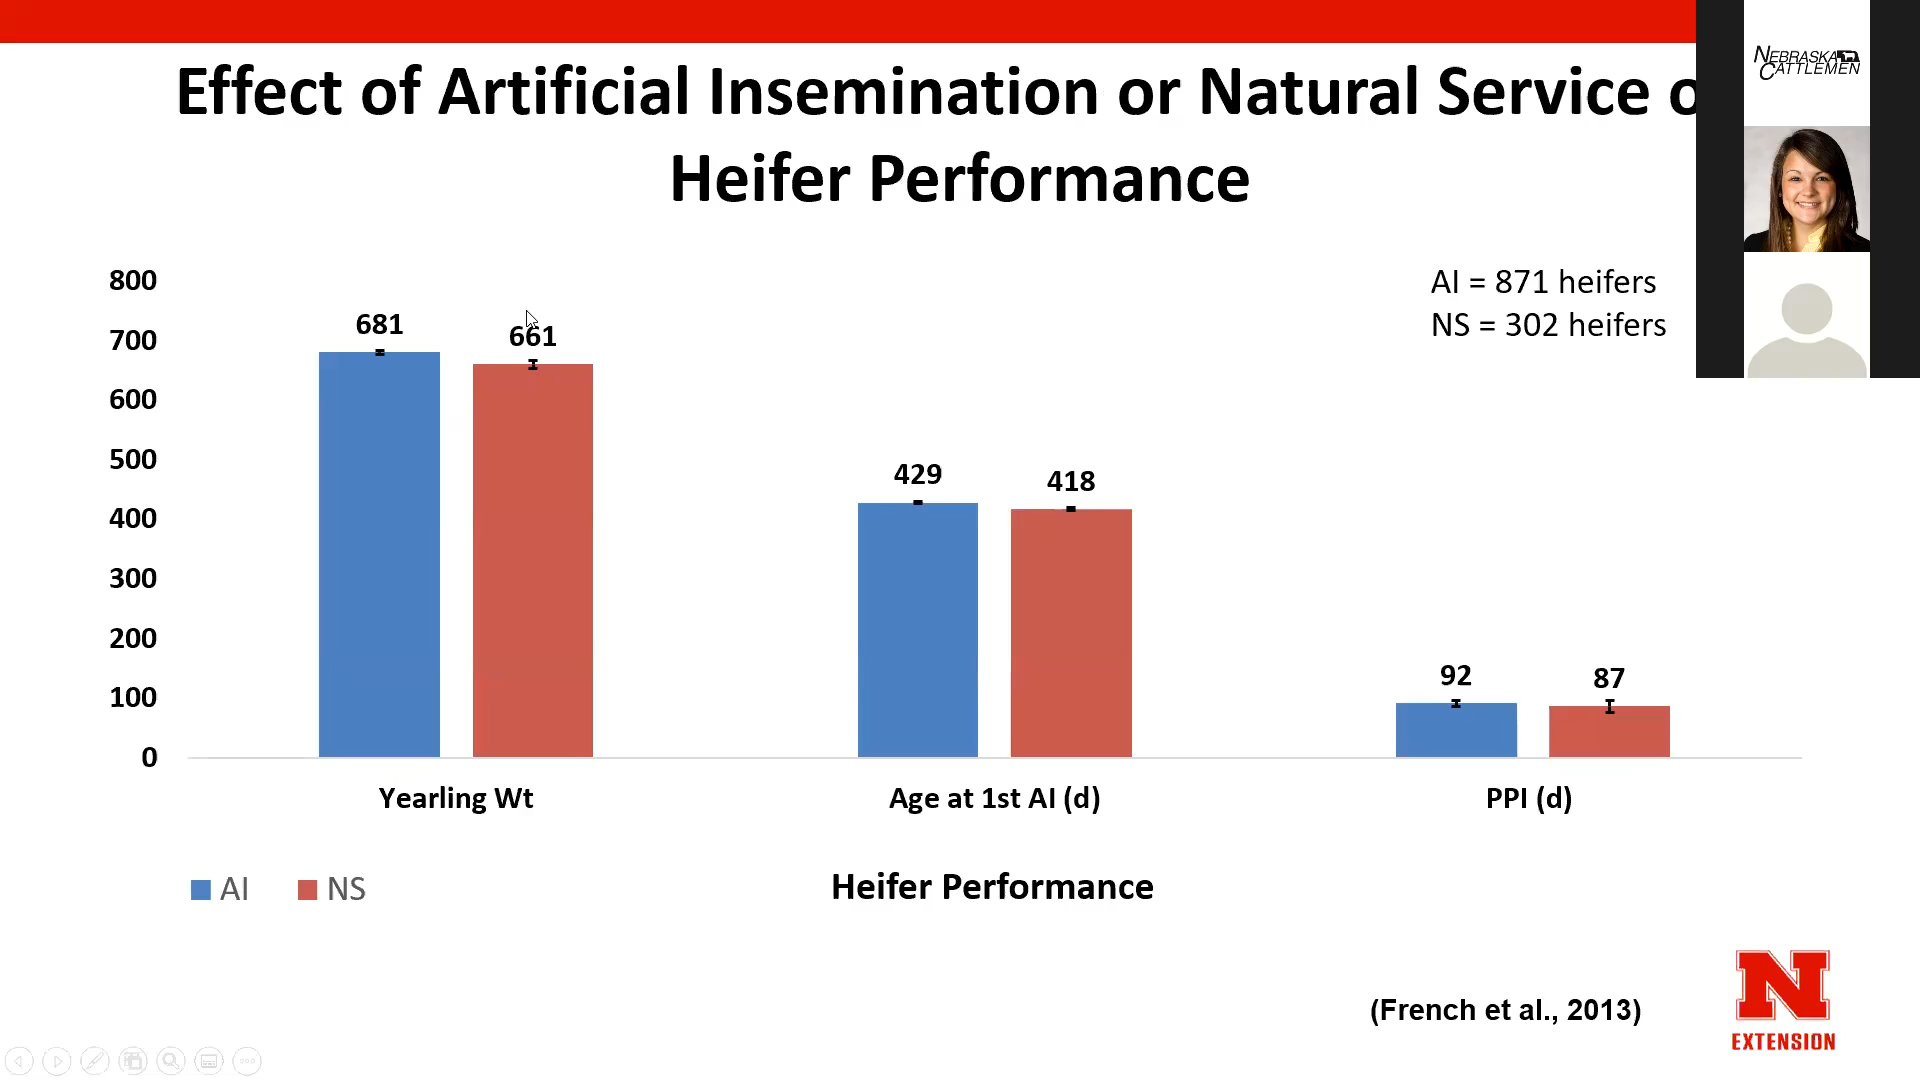 Effect of Artificial Insemination or Natural Service o
Heifer Performance
NEBRASKA
CATTLEMEN
AI = 871 heifers
NS = 302 heifers
800
700
600
500
400
300
200
100
0
681
661
429
418
92
87
Yearling Wt
Age at 1st AI (d)
PPI (d)
AI
NS
Heifer Performance
(French et al., 2013)
N
EXTENSION